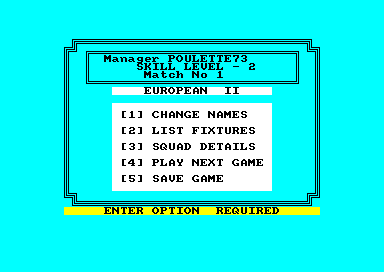 Manager POULETTE73
SKILL LEVEL - 2
Match No 1
EUROPEAN II
[1] CHANGE NAMES
[2] LIST FIXTURES
[3] SQUAD DETAILS
[4] PLAY NEXT GAME
[5] SAVE GAME
ENTER OPTION REQUIRED